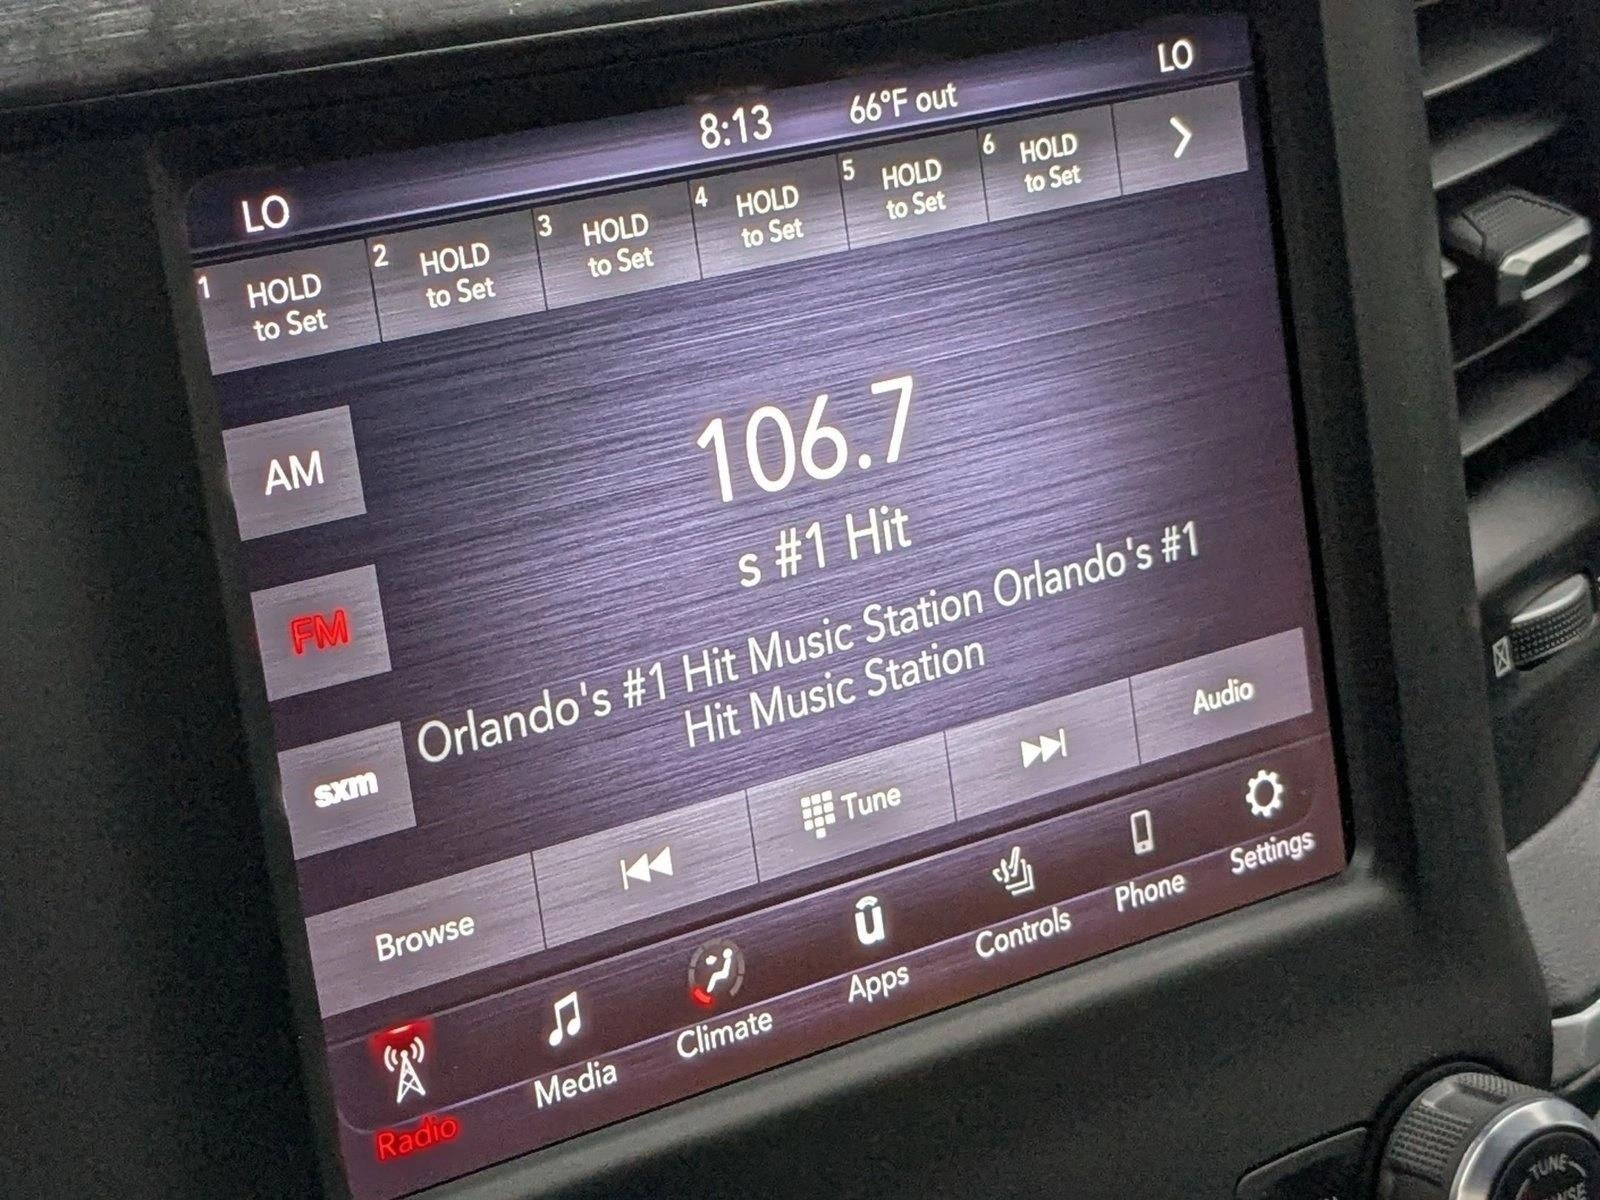 LO
8:13
66°F out
LO
1 HOLD
to Set
2 HOLD
to Set
3 HOLD
to Set
4 HOLD
to Set
5 HOLD
to Set
6 HOLD
to Set
AM
FM
sxm
106.7
s #1 Hit
Orlando's #1 Hit Music Station Orlando's #1
Hit Music Station
Browse
Tune
Audio
Radio
Media
Climate
Apps
Controls
Phone
Settings
TUNE